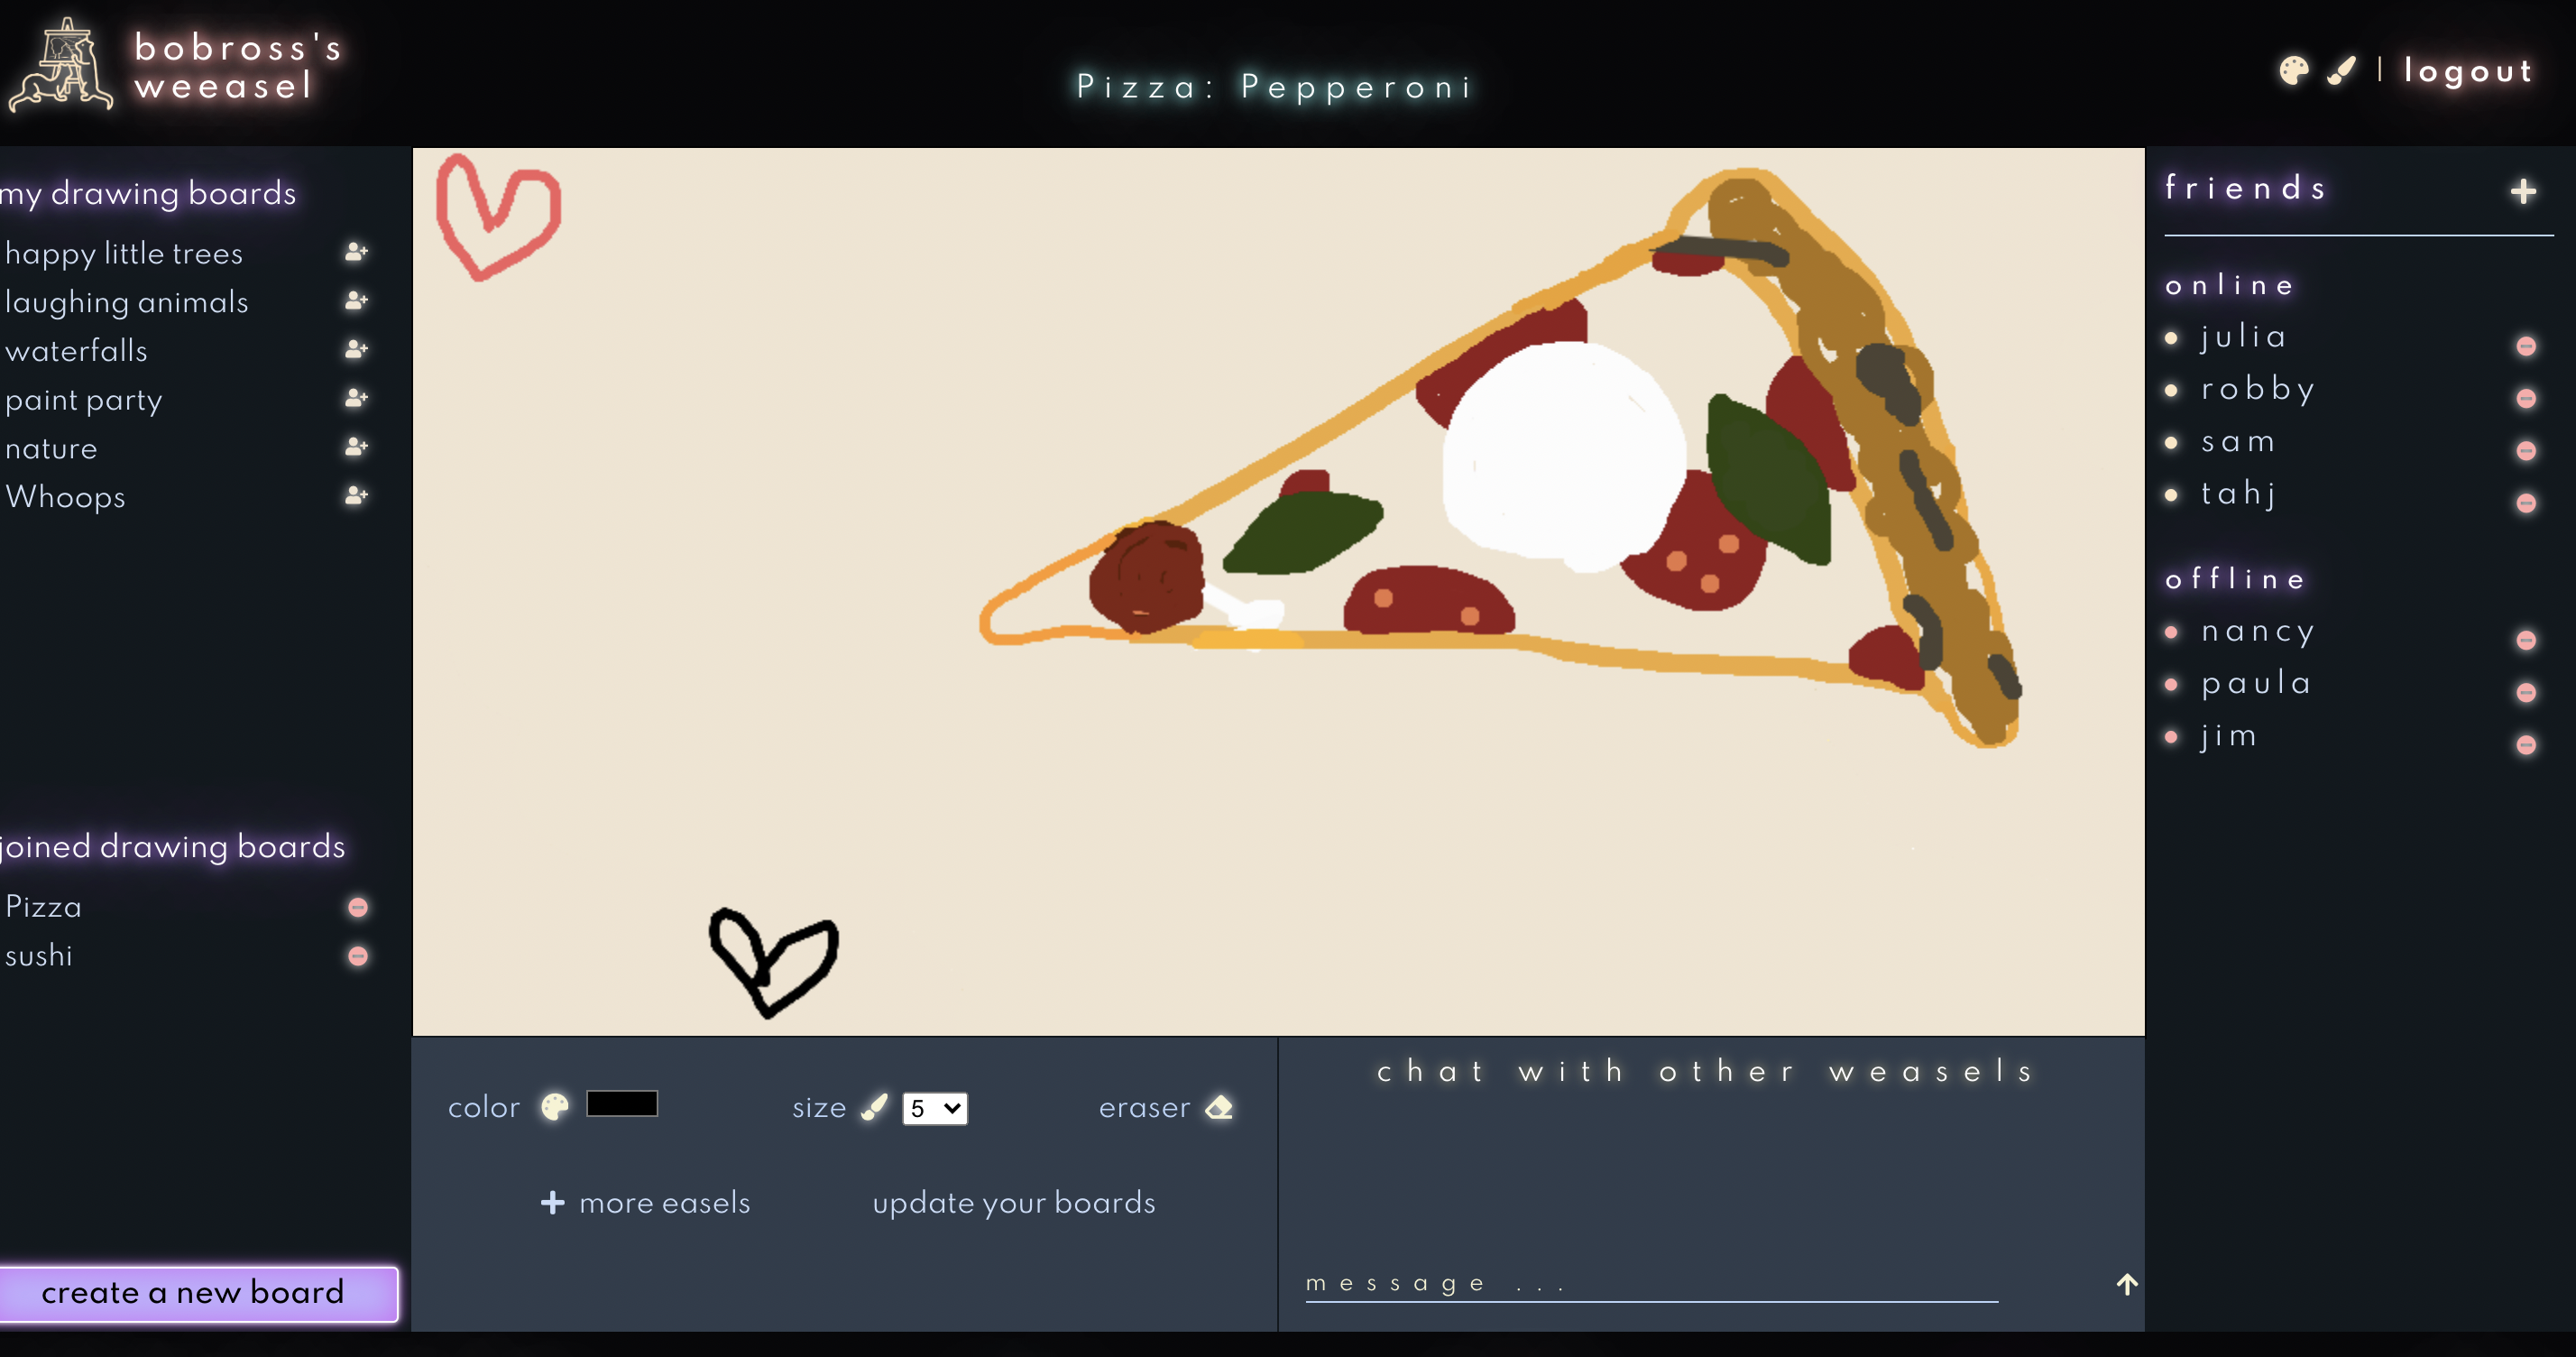 bobross's
weeasel
Pizza: Pepperoni
| logout
my drawing boards
happy little trees
laughing animals
waterfalls
paint party
nature
Whoops
joined drawing boards
Pizza
sushi
create a new board
color
size 5
eraser
+ more easels
update your boards
chat with other weasels
message ...
friends +
online
julia
robby
sam
tahj
offline
nancy
paula
jim